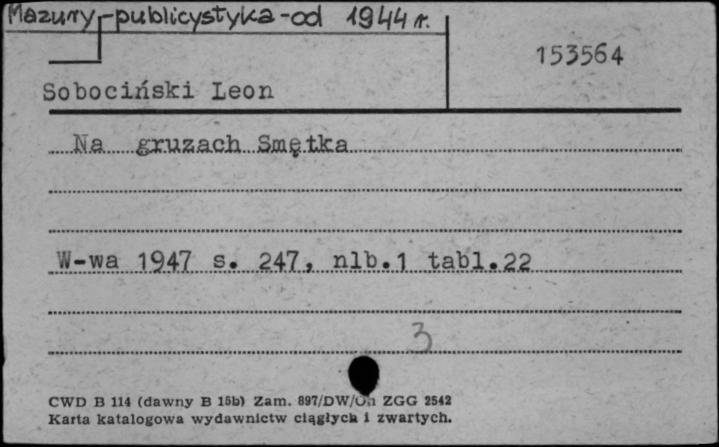 Mazury-publicystyka-od 1944 r.
153564
Sobociński Leon
Na gruzach Smętka
W-wa 1947 s. 247, nlb.1 tabl.22
3
CWD B 114 (dawny B 15b) Zam. 897/DW/On ZGG 2542
Karta katalogowa wydawnictw ciągłych i zwartych.